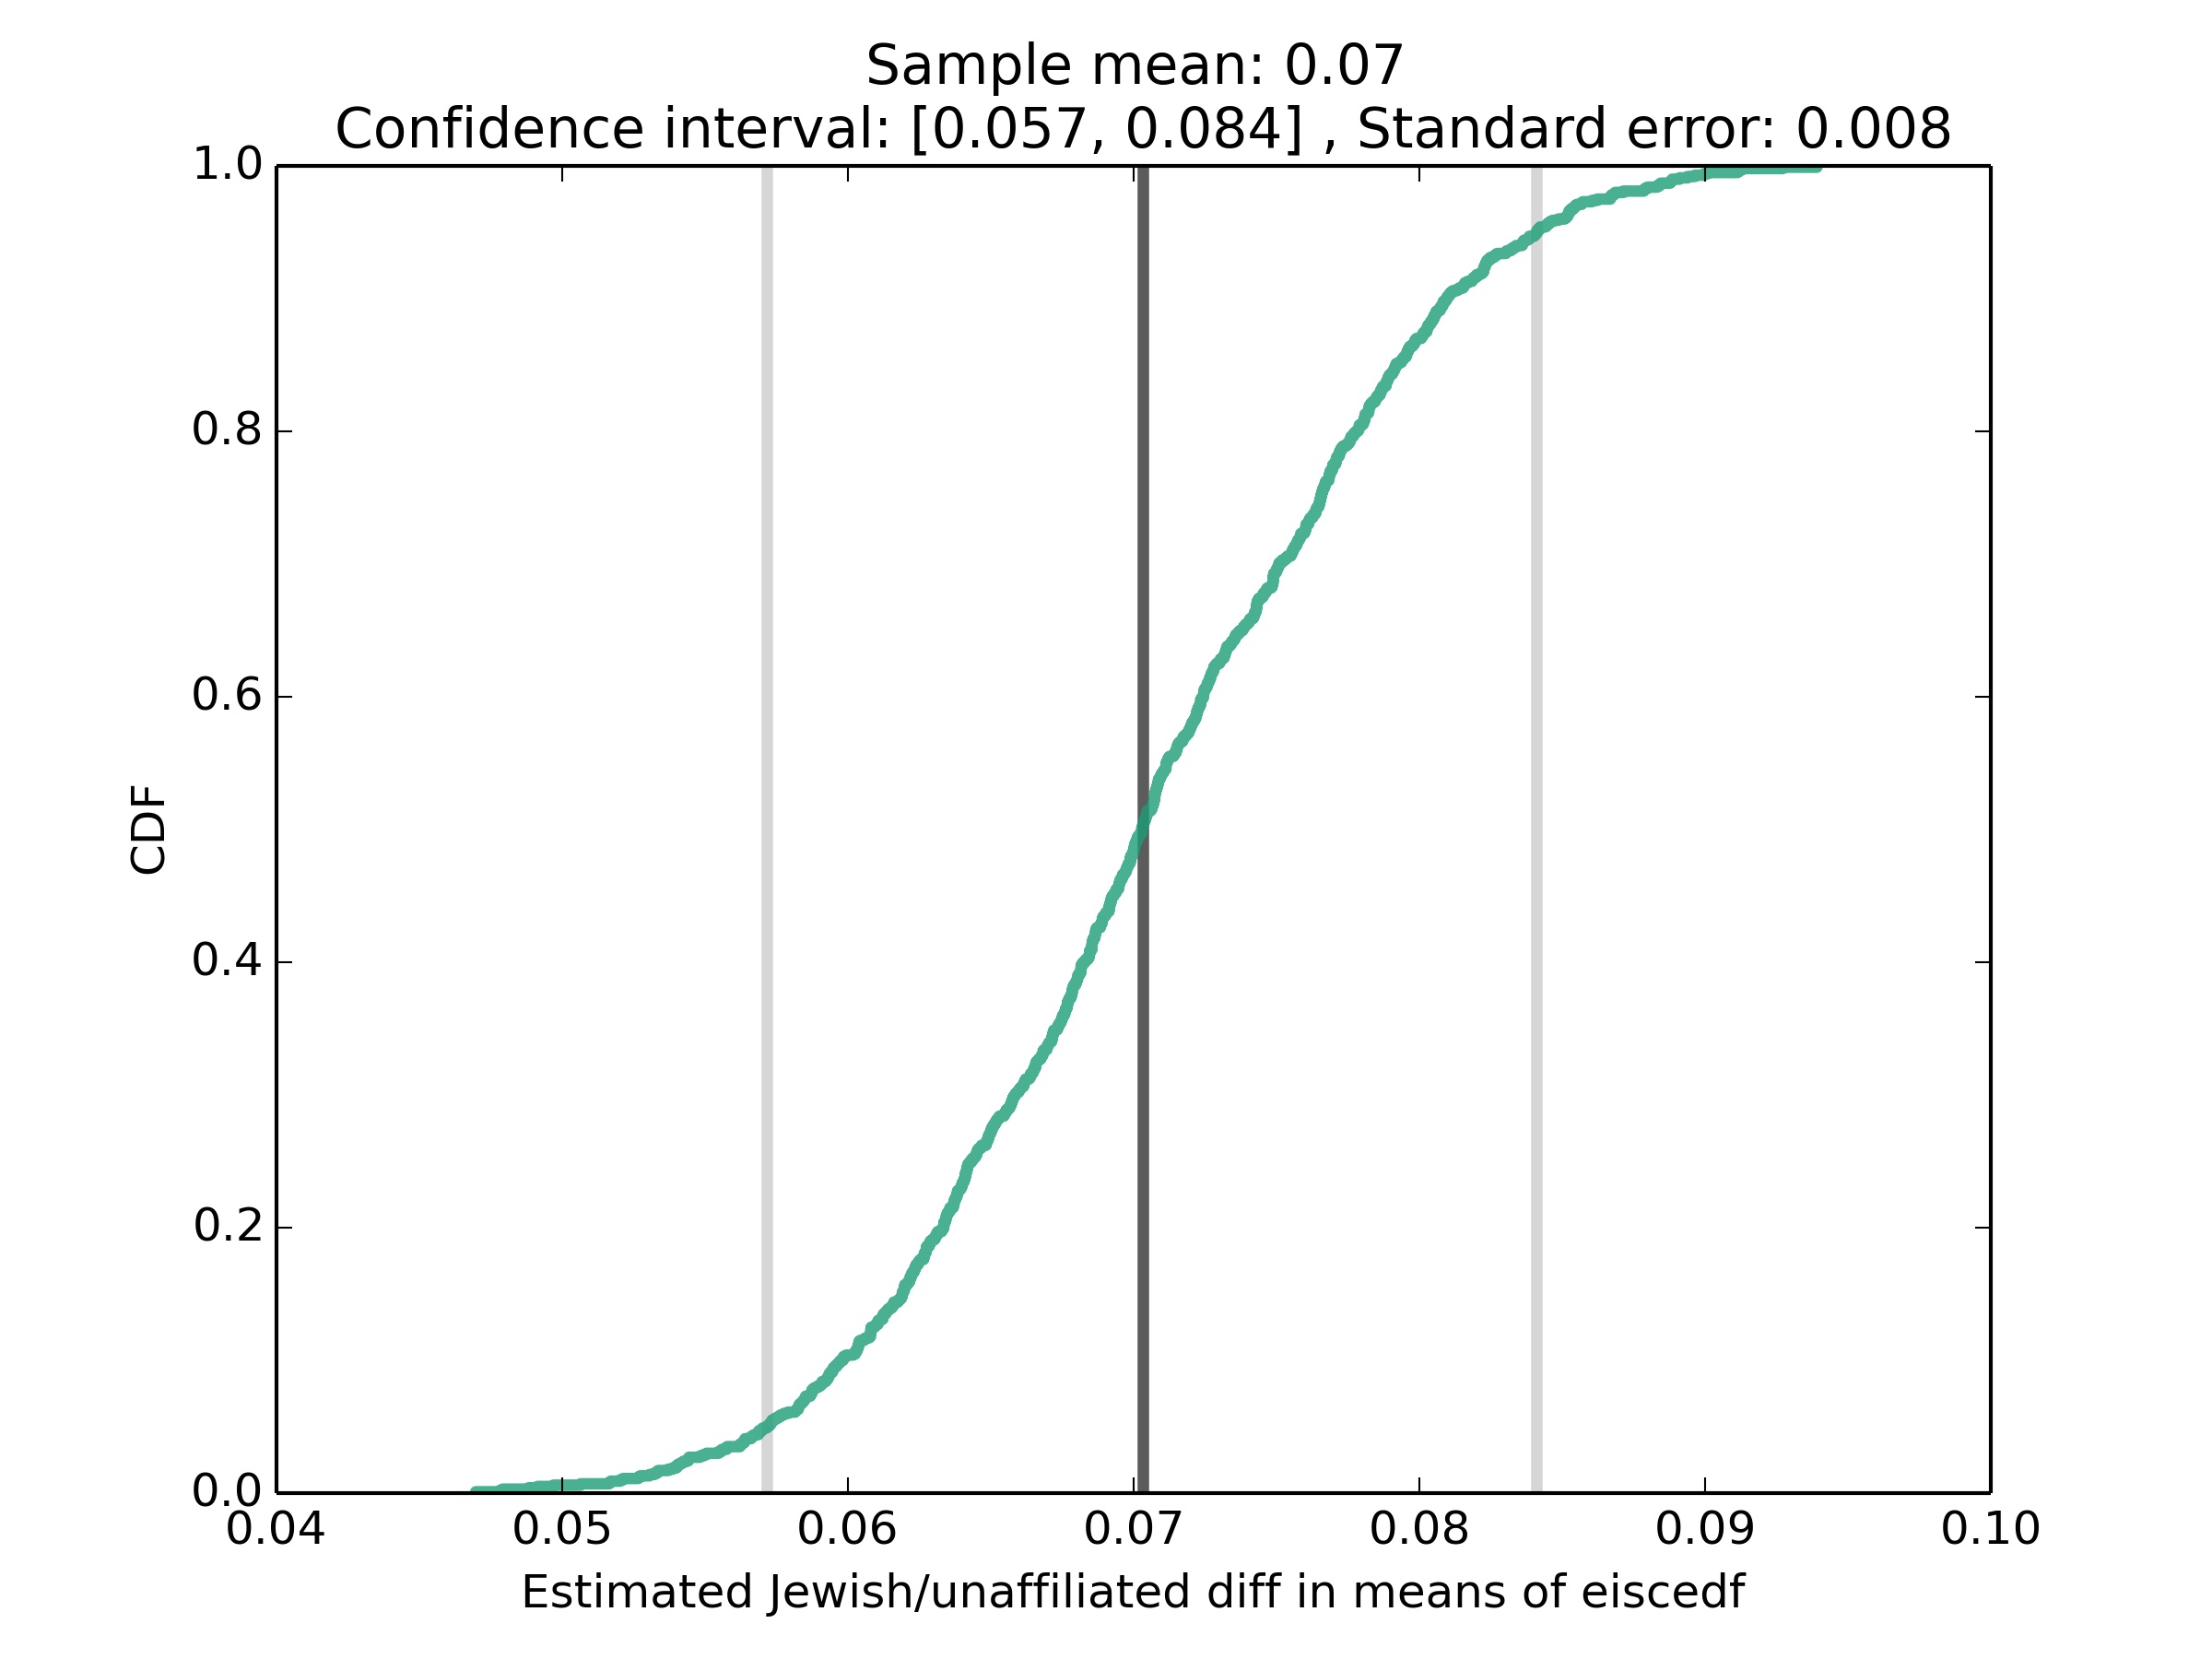 Sample mean: 0.07
Confidence interval: [0.057, 0.084] , Standard error: 0.008
1.0
0.8
0.6
0.4
0.2
0.0
CDF
0.04 0.05 0.06 0.07 0.08 0.09 0.10
Estimated Jewish/unaffiliated diff in means of eiscedf